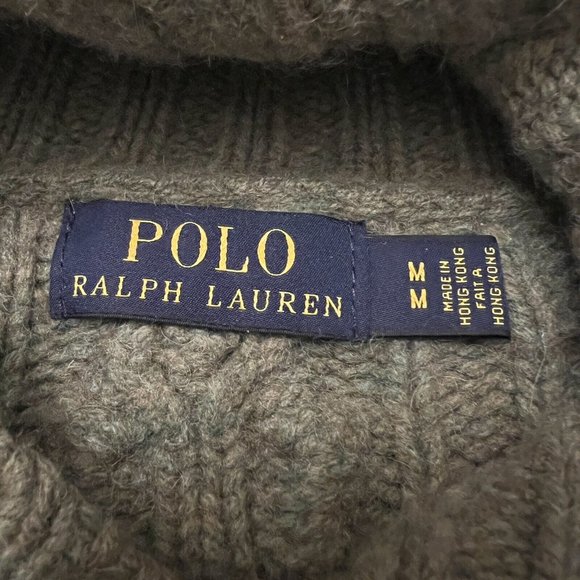 POLO
RALPH LAUREN
M
M
MADE IN
HONG KONG
FAIT A
HONG KONG